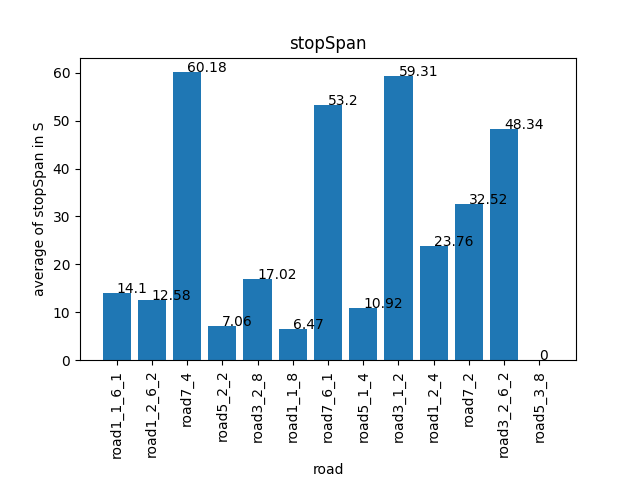 stopSpan
average of stopSpan in S
60
50
40
30
20
10
0
14.1
12.58
60.18
7.06
17.02
6.47
53.2
10.92
59.31
23.76
32.52
48.34
0
road1_1_6_1
road1_2_6_2
road7_4
road5_2_2
road3_2_8
road1_1_8
road7_6_1
road5_1_4
road3_1_2
road1_2_4
road7_2
road3_2_6_2
road5_3_8
road